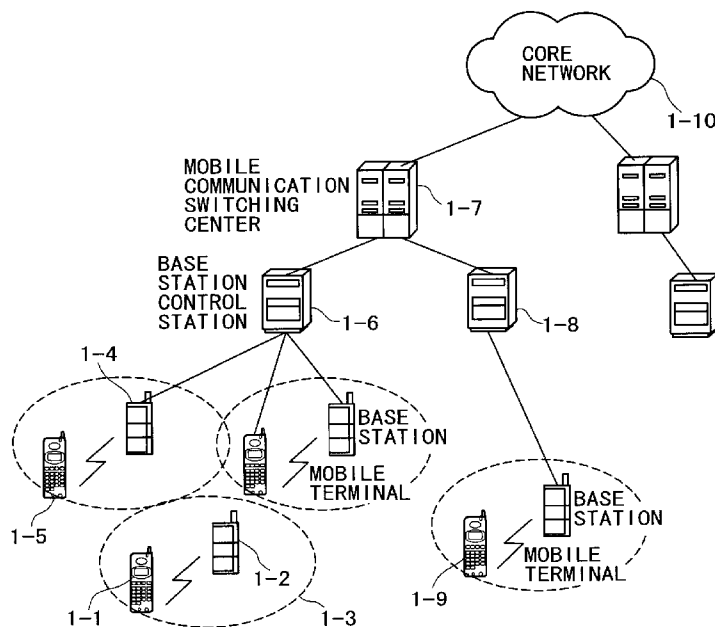 CORE
NETWORK
1-10
MOBILE
COMMUNICATION
SWITCHING
CENTER
1-7
BASE
STATION
CONTROL
STATION
1-6
1-8
1-4
BASE
STATION
MOBILE
TERMINAL
1-5
BASE
STATION
MOBILE
TERMINAL
1-9
1-2
1-1
1-3